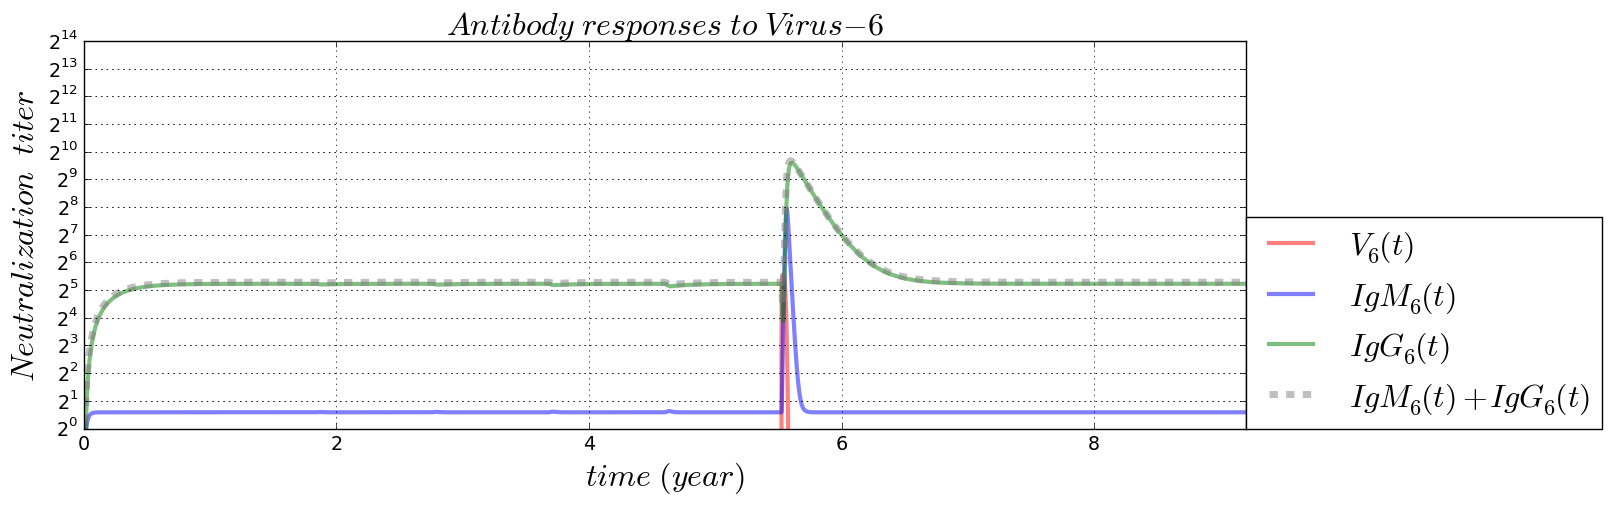 Antibody responses to Virus−6
Neutralization titer
2^14
2^13
2^12
2^11
2^10
2^9
2^8
2^7
2^6
2^5
2^4
2^3
2^2
2^1
2^0
0 2 4 6 8
time (year)
V_6(t)
IgM_6(t)
IgG_6(t)
IgM_6(t) + IgG_6(t)